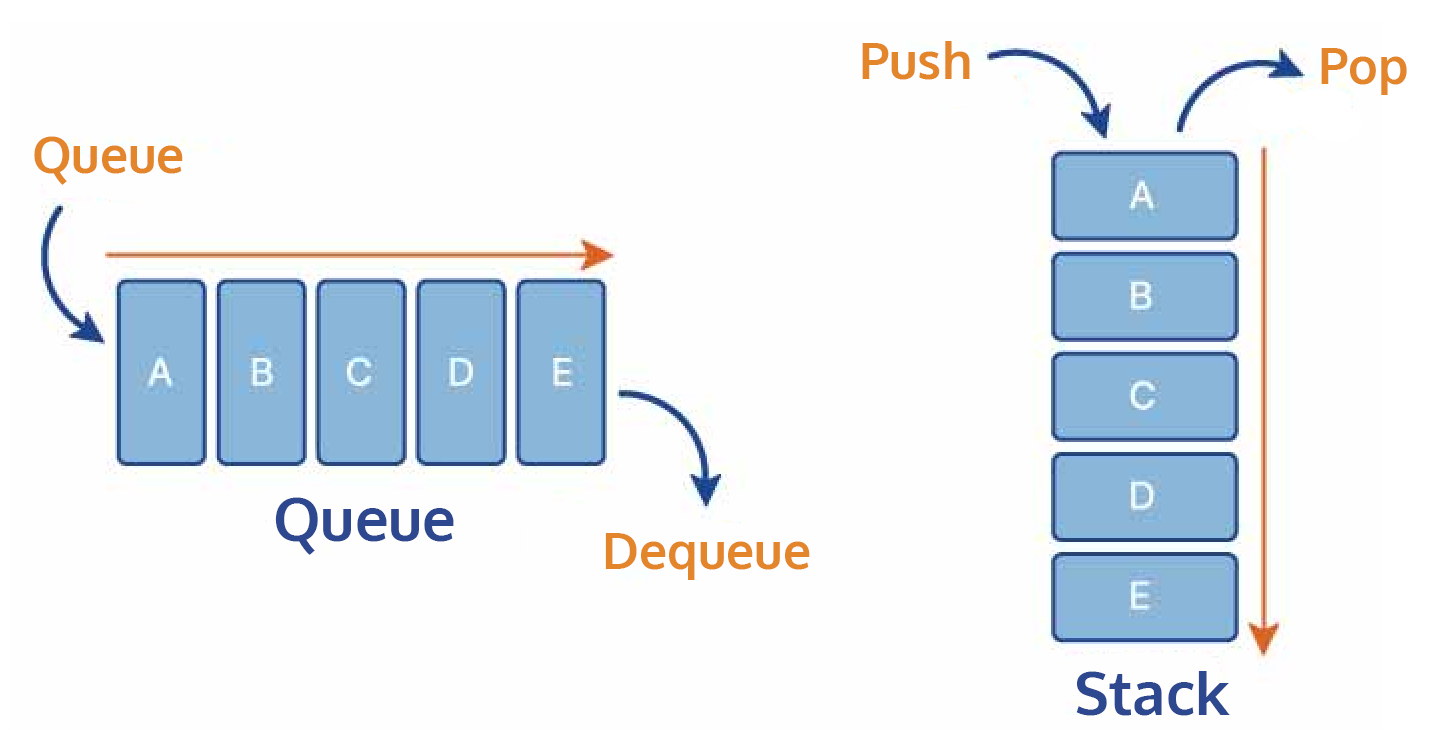 Queue
A B C D E
Queue
Dequeue
Push
Pop
A
B
C
D
E
Stack